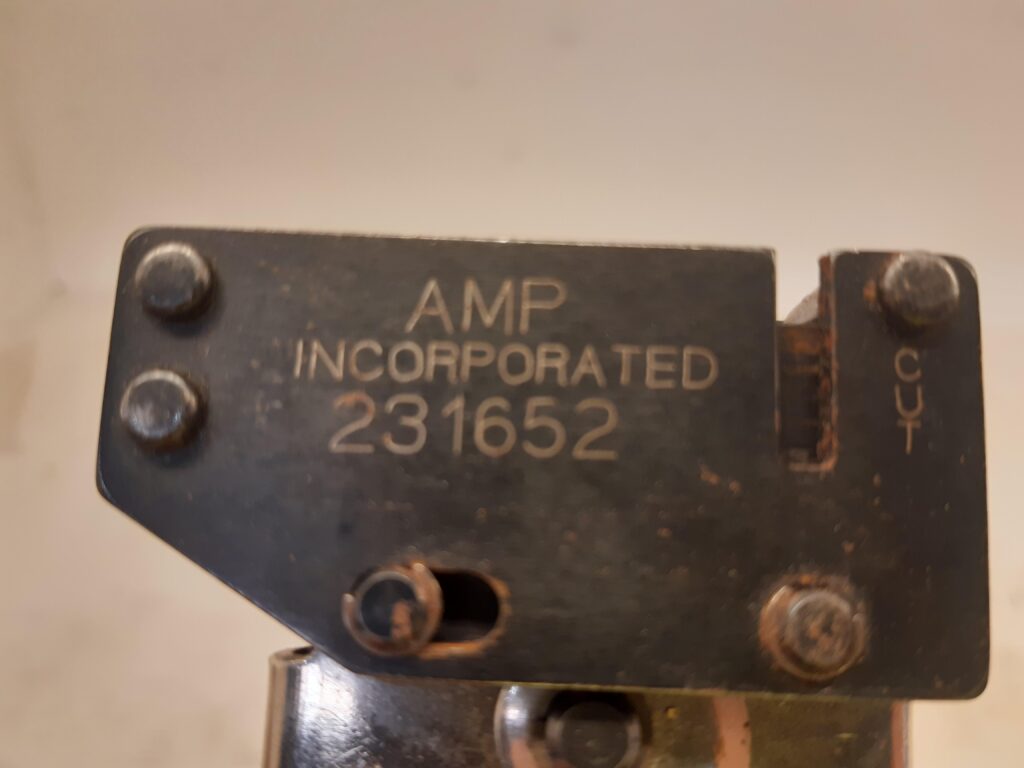 AMP
INCORPORATED
231652
CUT